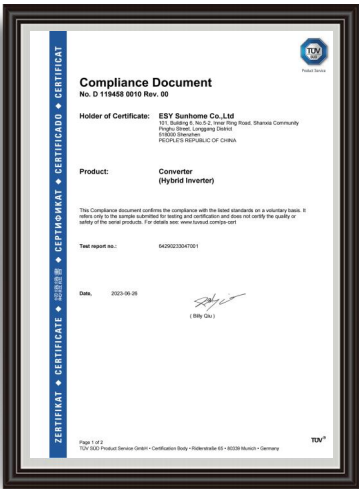 TÜV
SÜD
Product Service
Compliance Document
No. D 119458 0010 Rev. 00
Holder of Certificate: ESY Sunhome Co.,Ltd
101, Building 6, No.5-2, Inner Ring Road, Shanxia Community
Pinghu Street, Longgang District
518000 Shenzhen
PEOPLE'S REPUBLIC OF CHINA
Product: Converter
(Hybrid Inverter)
This Compliance document confirms the compliance with the listed standards on a voluntary basis. It
refers only to the sample submitted for testing and certification and does not certify the quality or
safety of the serial products. For details see: www.tuvsud.com/ps-cert
Test report no.: 64290233047001
Date, 2023-06-26
( Billy Qiu )
Page 1 of 2
TÜV SÜD Product Service GmbH • Certification Body • Ridlerstraße 65 • 80339 Munich • Germany
TÜV®
ZERTIFIKAT ◆ CERTIFICATE ◆ 認證證書 ◆ СЕРТИФИКАТ ◆ CERTIFICADO ◆ CERTIFICAT